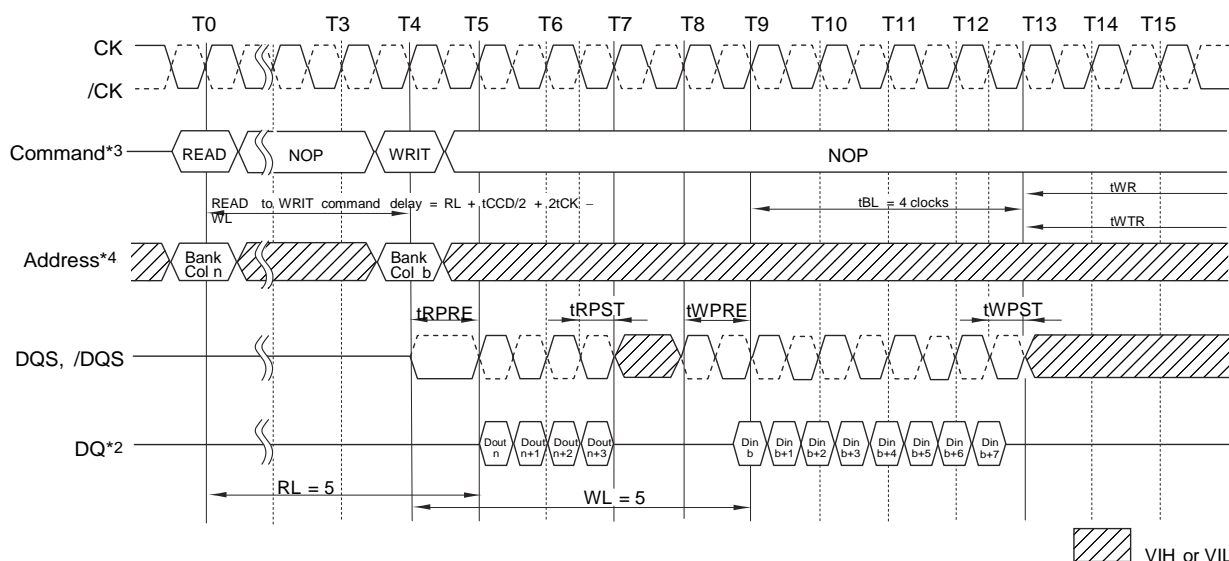 T0 T3 T4 T5 T6 T7 T8 T9 T10 T11 T12 T13 T14 T15
CK
/CK
Command*3 READ NOP WRIT NOP
READ to WRIT command delay = RL + tCCD/2 + 2tCK −
WL
tBL = 4 clocks
tWR
tWTR
Address*4
Bank
Col n
Bank
Col b
tRPRE tRPST tWPRE tWPST
DQS, /DQS
DQ*2
Dout
n
Dout
n+1
Dout
n+2
Dout
n+3
Din
b
Din
b+1
Din
b+2
Din
b+3
Din
b+4
Din
b+5
Din
b+6
Din
b+7
RL = 5
WL = 5
VIH or VIL